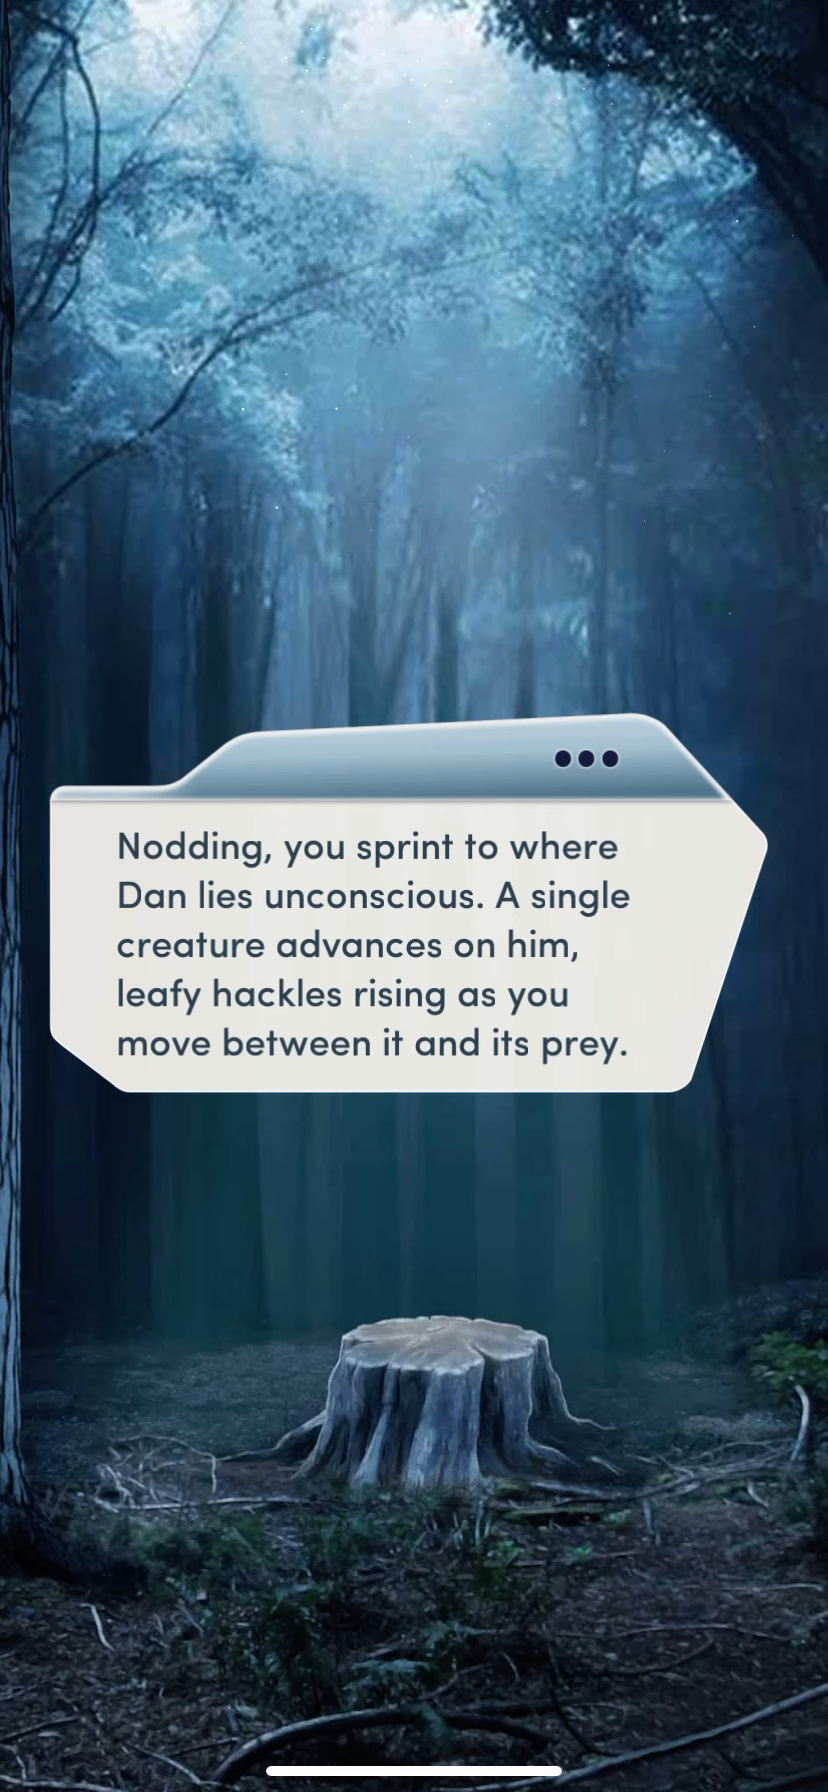 Nodding, you sprint to where
Dan lies unconscious. A single
creature advances on him,
leafy hackles rising as you
move between it and its prey.